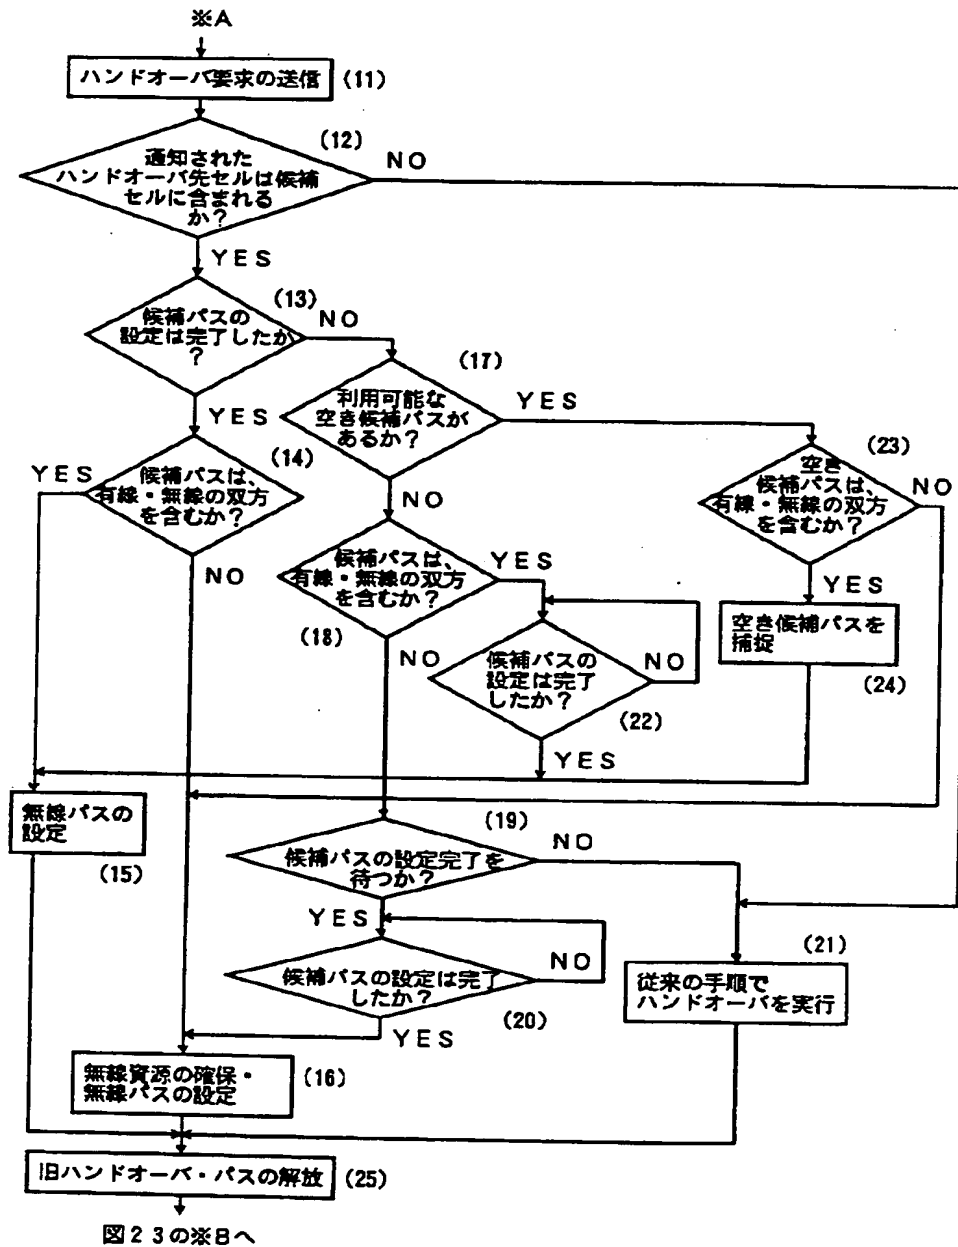 ※A
ハンドオーバ要求の送信
(11)
(12)
通知された
ハンドオーバ先セルは候補
セルに含まれる
か？
NO
YES
(13)
候補パスの
設定は完了したか
？
NO
(17)
利用可能な
空き候補パスが
あるか？
YES
YES
(14)
YES
候補パスは、
有線・無線の双方
を含むか？
NO
(23)
空き
候補パスは、
有線・無線の双方
を含むか？
NO
NO
候補パスは、
有線・無線の双方
を含むか？
YES
(18)
NO
YES
空き候補パスを
捕捉
(24)
候補パスの
設定は完了
したか？
NO
(22)
YES
無線パスの
設定
(15)
(19)
候補パスの設定完了を
待つか？
NO
YES
候補パスの設定は完了
したか？
NO
(20)
YES
(21)
従来の手順で
ハンドオーバを実行
無線資源の確保・
無線パスの設定
(16)
旧ハンドオーバ・パスの解放
(25)
図23の※Bへ